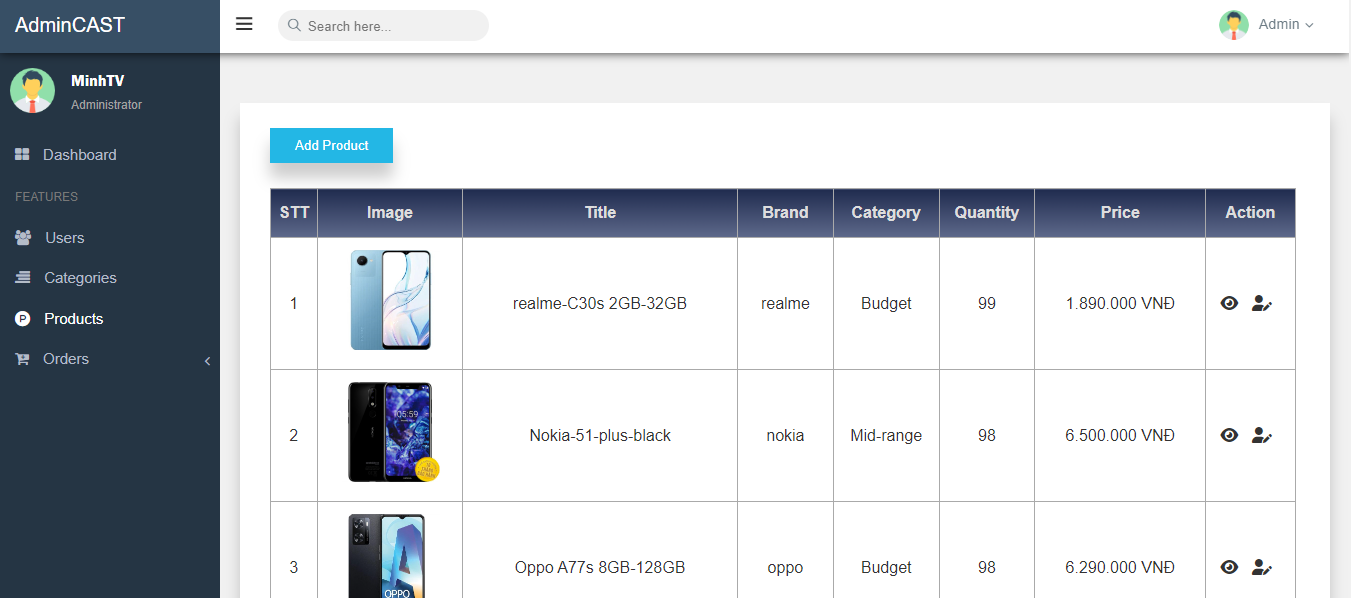 AdminCAST
Search here...
Admin
MinhTV
Administrator
Dashboard
FEATURES
Users
Categories
P Products
Orders
Add Product
STT Image Title Brand Category Quantity Price Action
1 realme-C30s 2GB-32GB realme Budget 99 1.890.000 VNĐ
05:59
2 Nokia-51-plus-black nokia Mid-range 98 6.500.000 VNĐ
3 Oppo A77s 8GB-128GB oppo Budget 98 6.290.000 VNĐ
OPPO